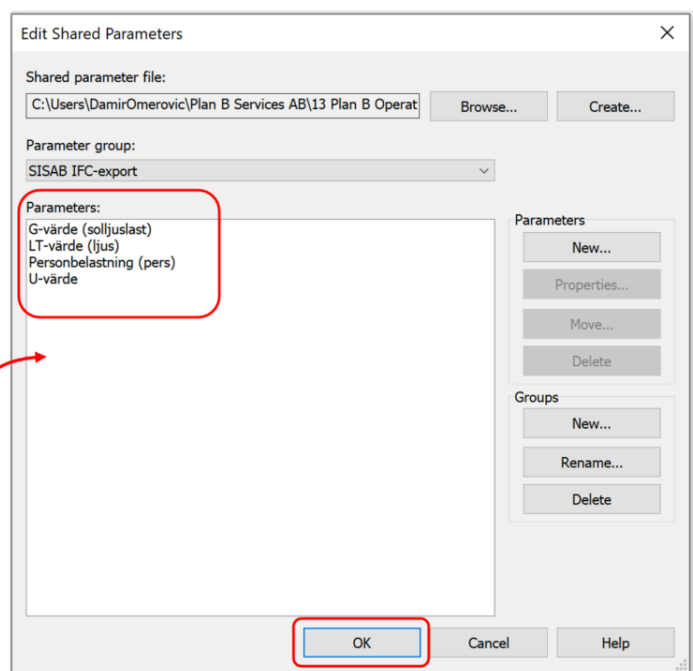 Edit Shared Parameters
Shared parameter file:
C:\Users\DamirOmerovic\Plan B Services AB\13 Plan B Operat
Browse...
Create...
Parameter group:
SISAB IFC-export
Parameters:
G-värde (solljuslast)
LT-värde (ljus)
Personbelastning (pers)
U-värde
Parameters
New...
Properties...
Move...
Delete
Groups
New...
Rename...
Delete
OK
Cancel
Help